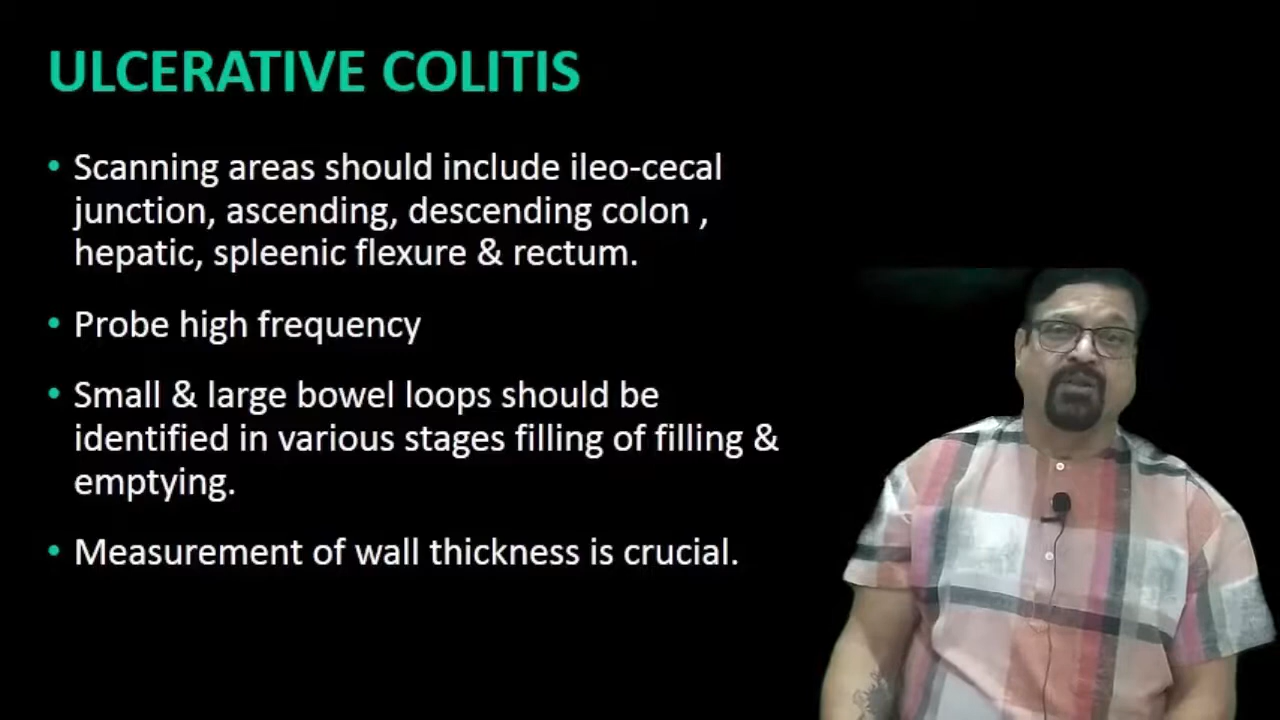 ULCERATIVE COLITIS
• Scanning areas should include ileo-cecal
junction, ascending, descending colon ,
hepatic, spleenic flexure & rectum.
• Probe high frequency
• Small & large bowel loops should be
identified in various stages filling of filling &
emptying.
• Measurement of wall thickness is crucial.